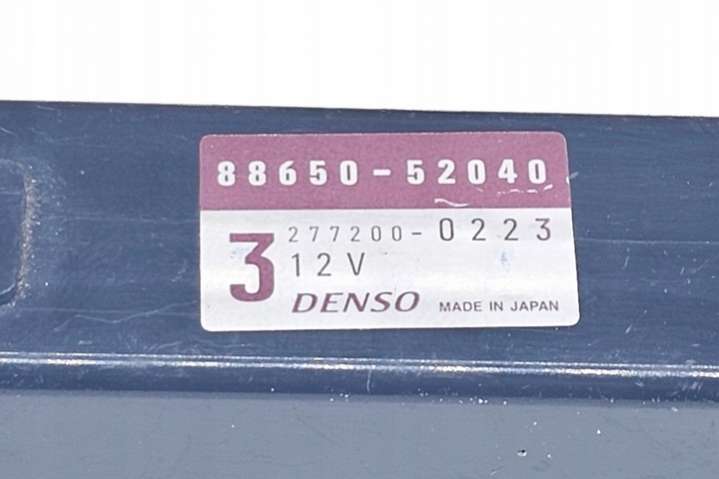 88650-52040
3
277200-0223
12V
DENSO MADE IN JAPAN